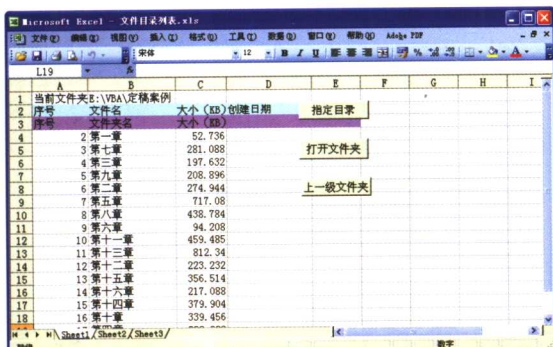 Microsoft Excel - 文件目录列表.xls
文件(F) 编辑(E) 视图(V) 插入(I) 格式(O) 工具(T) 数据(D) 窗口(W) 帮助(H) Adobe PDF
宋体 12 B I U
L19
A B C D E F G H I
1 当前文件夹E:\VBA\定稿案例
2 序号 文件名 大小(KB) 创建日期 指定目录
3 序号 文件夹名 大小(KB)
4 2 第一章 52.736
5 3 第七章 281.088 打开文件夹
6 4 第三章 197.632
7 5 第九章 208.896
8 6 第二章 274.944 上一级文件夹
9 7 第五章 717.08
10 8 第八章 438.784
11 9 第六章 94.208
12 10 第十一章 459.485
13 11 第十三章 812.34
14 12 第十二章 223.232
15 13 第十五章 356.514
16 14 第十六章 217.088
17 15 第十四章 379.904
18 16 第十章 339.456
Sheet1 Sheet2 Sheet3
数字